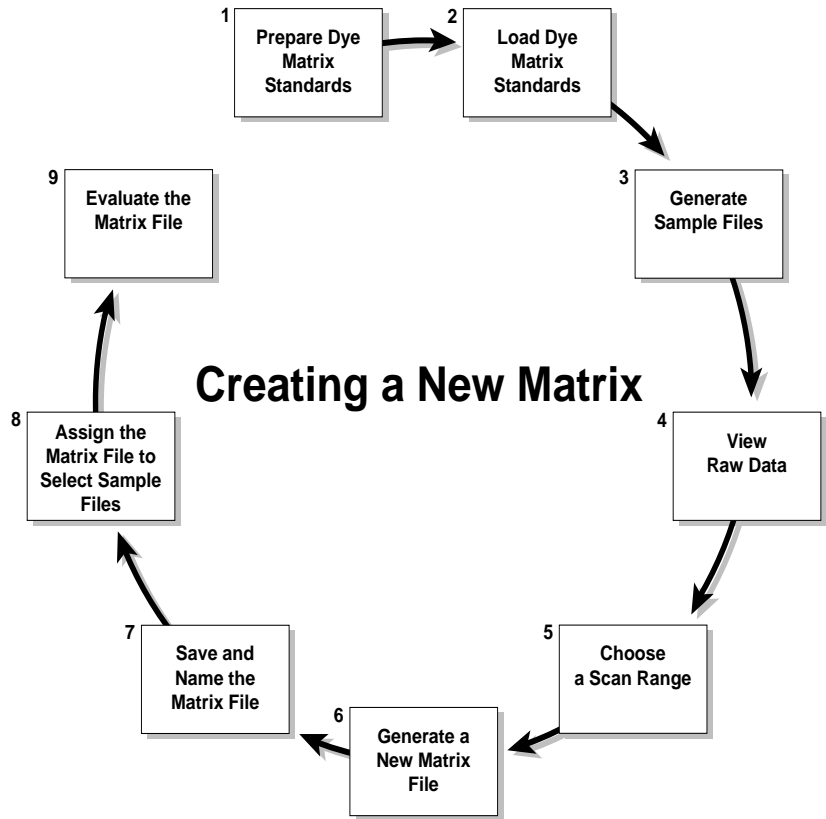 1
Prepare Dye
Matrix
Standards
2
Load Dye
Matrix
Standards
3
Generate
Sample Files
4
View
Raw Data
5
Choose
a Scan Range
6
Generate a
New Matrix
File
7
Save and
Name the
Matrix File
8
Assign the
Matrix File to
Select Sample
Files
9
Evaluate the
Matrix File
Creating a New Matrix